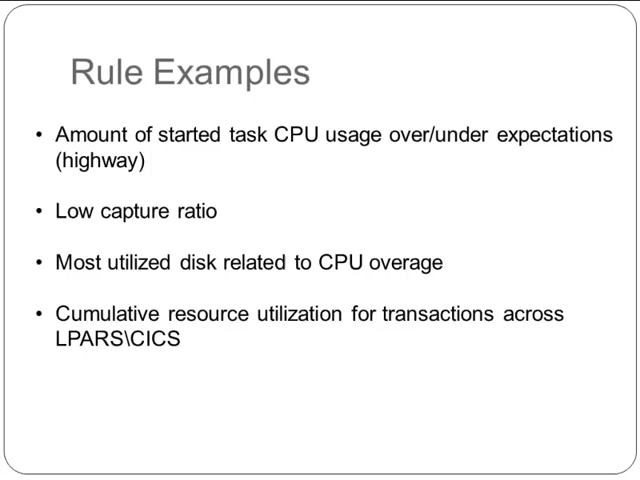 Rule Examples
• Amount of started task CPU usage over/under expectations
(highway)
• Low capture ratio
• Most utilized disk related to CPU overage
• Cumulative resource utilization for transactions across
LPARS\CICS